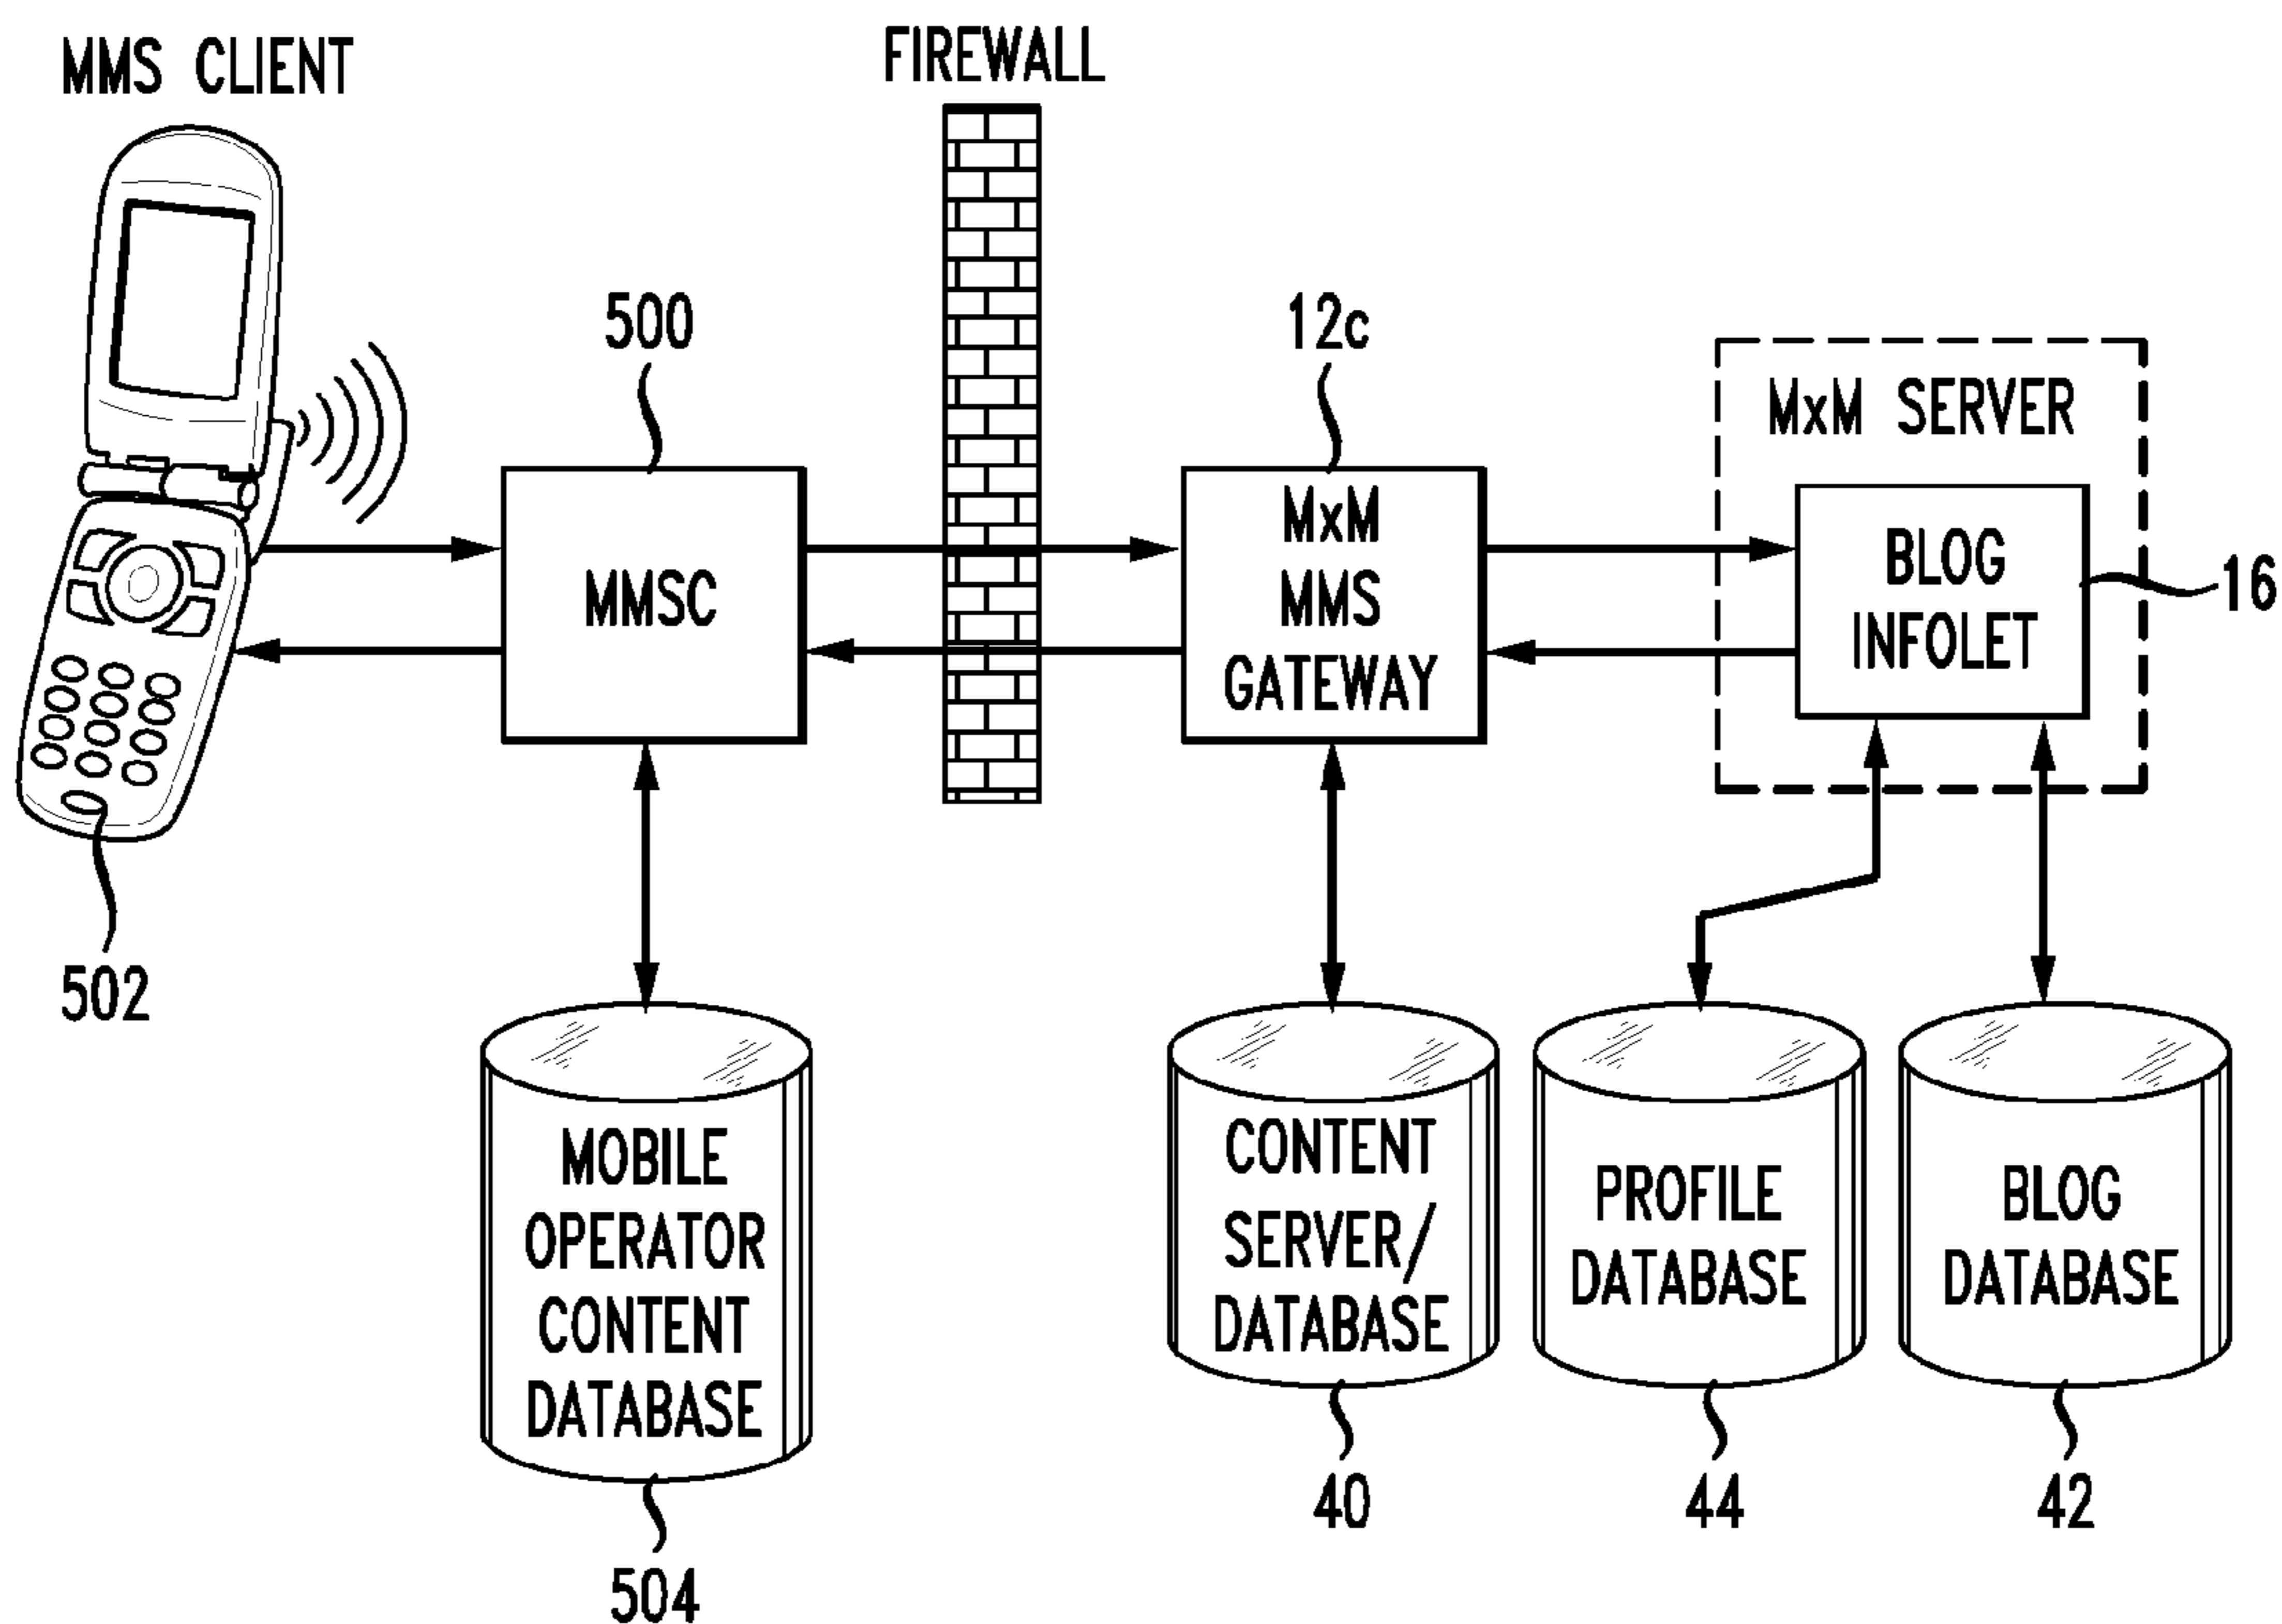 MMS CLIENT
FIREWALL
500
12c
MxM SERVER
MMSC
MxM
MMS
GATEWAY
BLOG
INFOLET
16
502
MOBILE
OPERATOR
CONTENT
DATABASE
CONTENT
SERVER/
DATABASE
PROFILE
DATABASE
BLOG
DATABASE
504
40
44
42